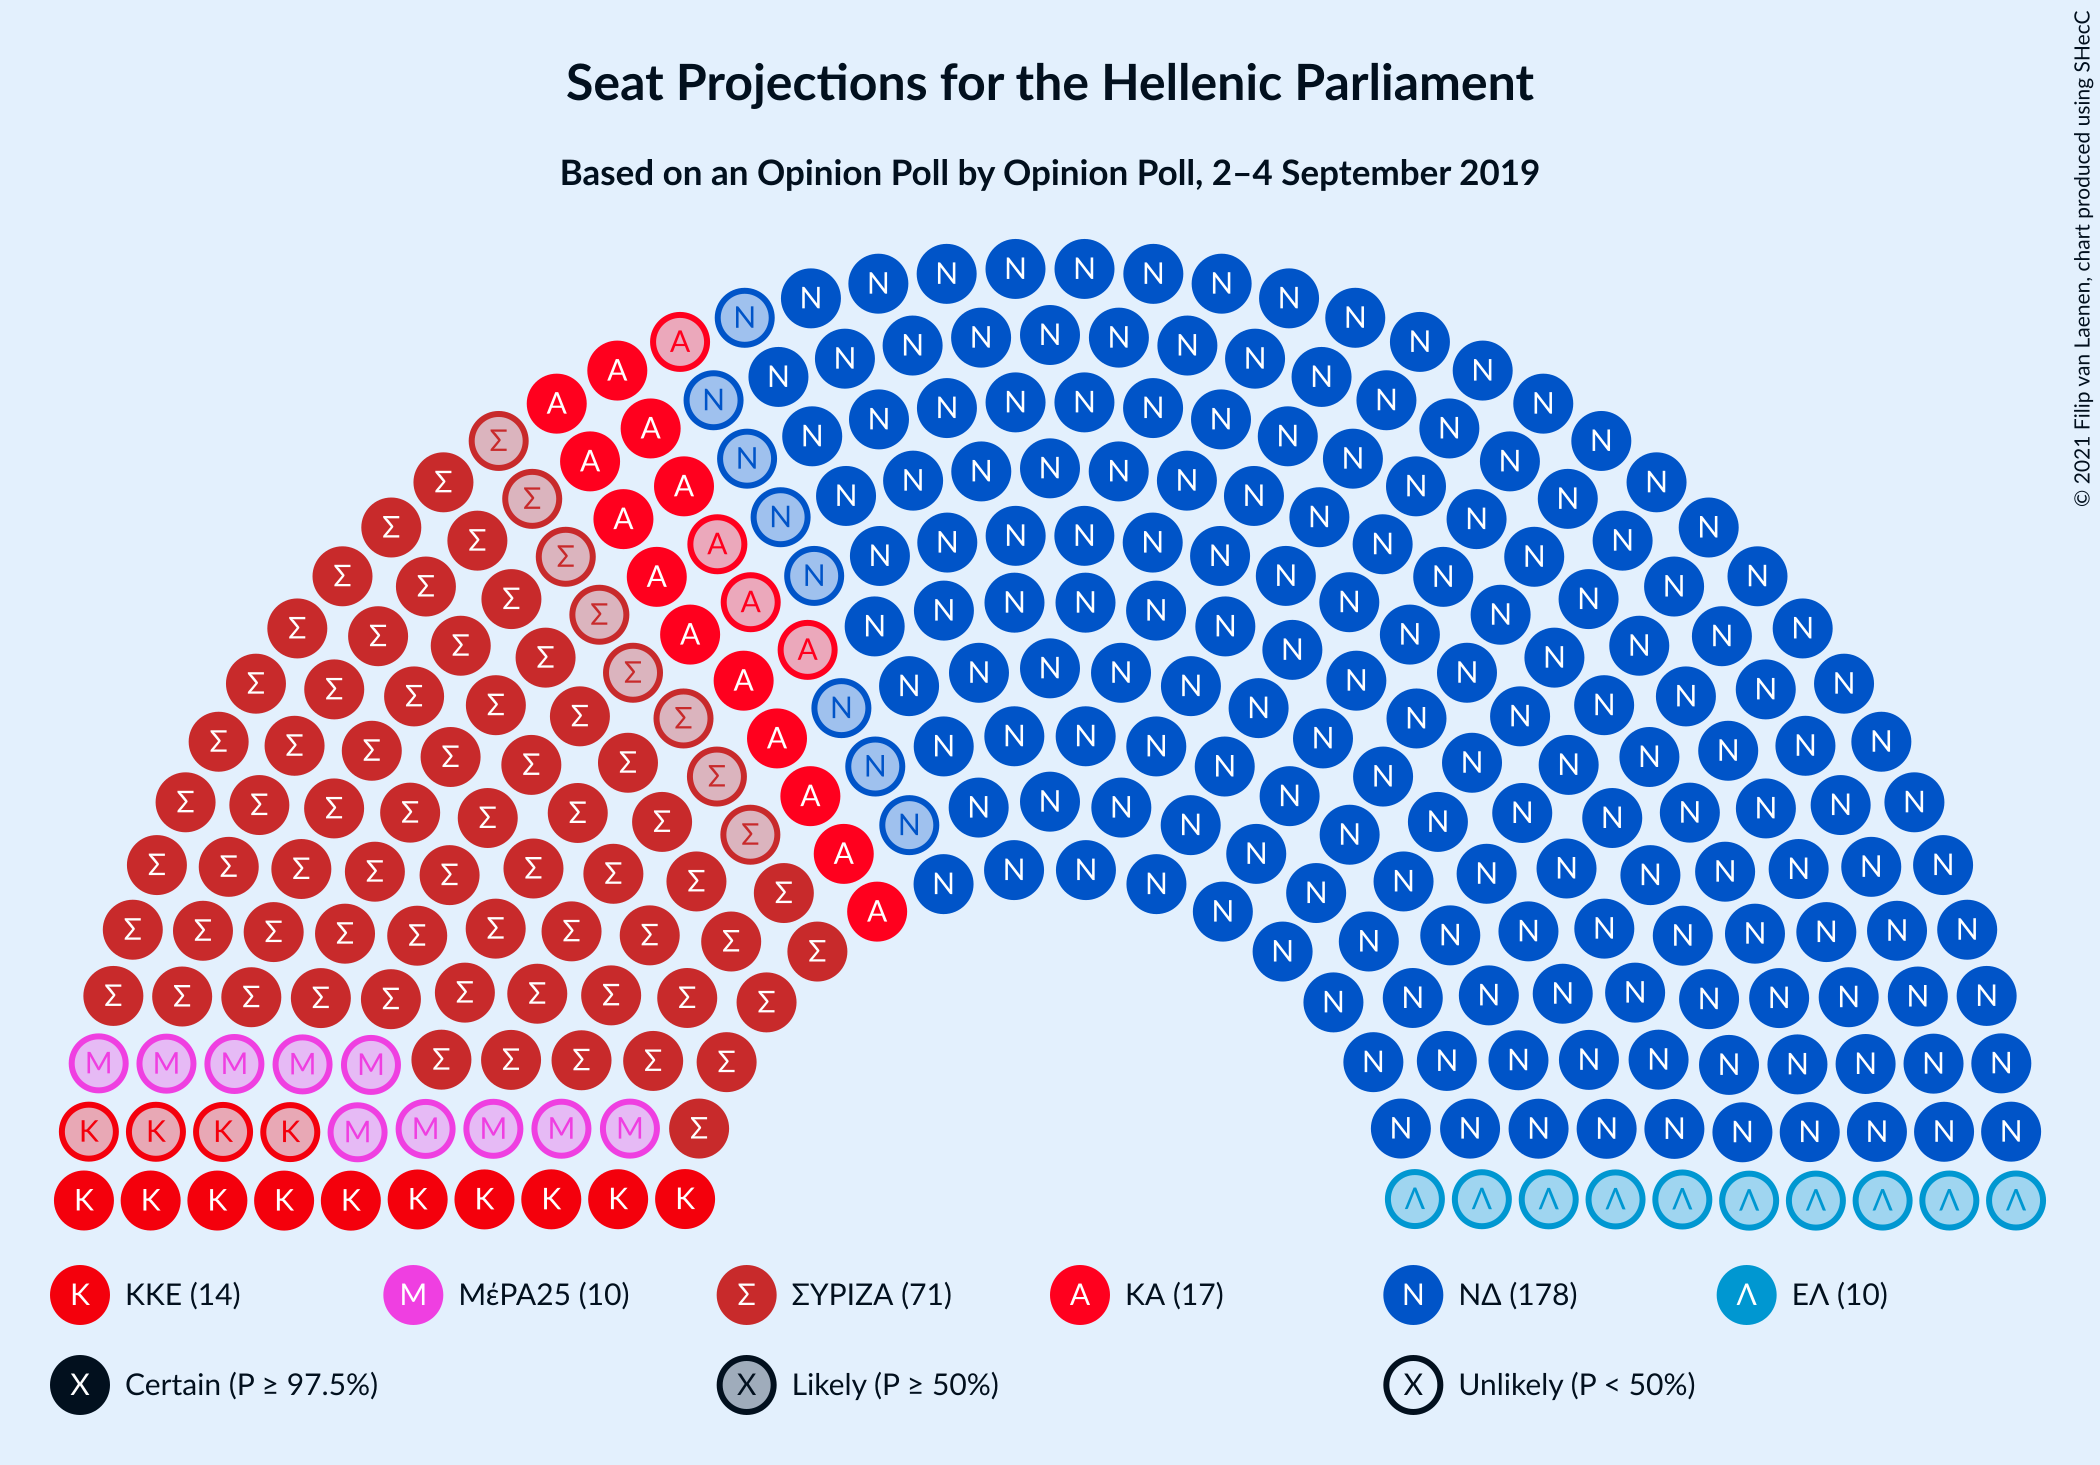 Seat Projections for the Hellenic Parliament
Based on an Opinion Poll by Opinion Poll, 2–4 September 2019
© 2021 Filip van Laenen, chart produced using SHecC
K ΚΚΕ (14)
Μ ΜέΡΑ25 (10)
Σ ΣΥΡΙΖΑ (71)
Α ΚΑ (17)
Ν ΝΔ (178)
Λ ΕΛ (10)
X Certain (P ≥ 97.5%)
X Likely (P ≥ 50%)
X Unlikely (P < 50%)